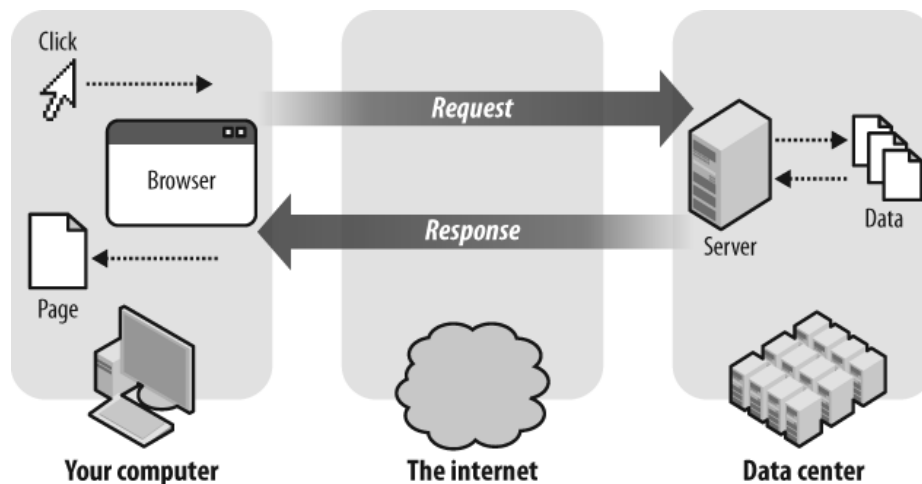 Click
Request
Browser
Response
Server
Data
Page
Your computer
The internet
Data center